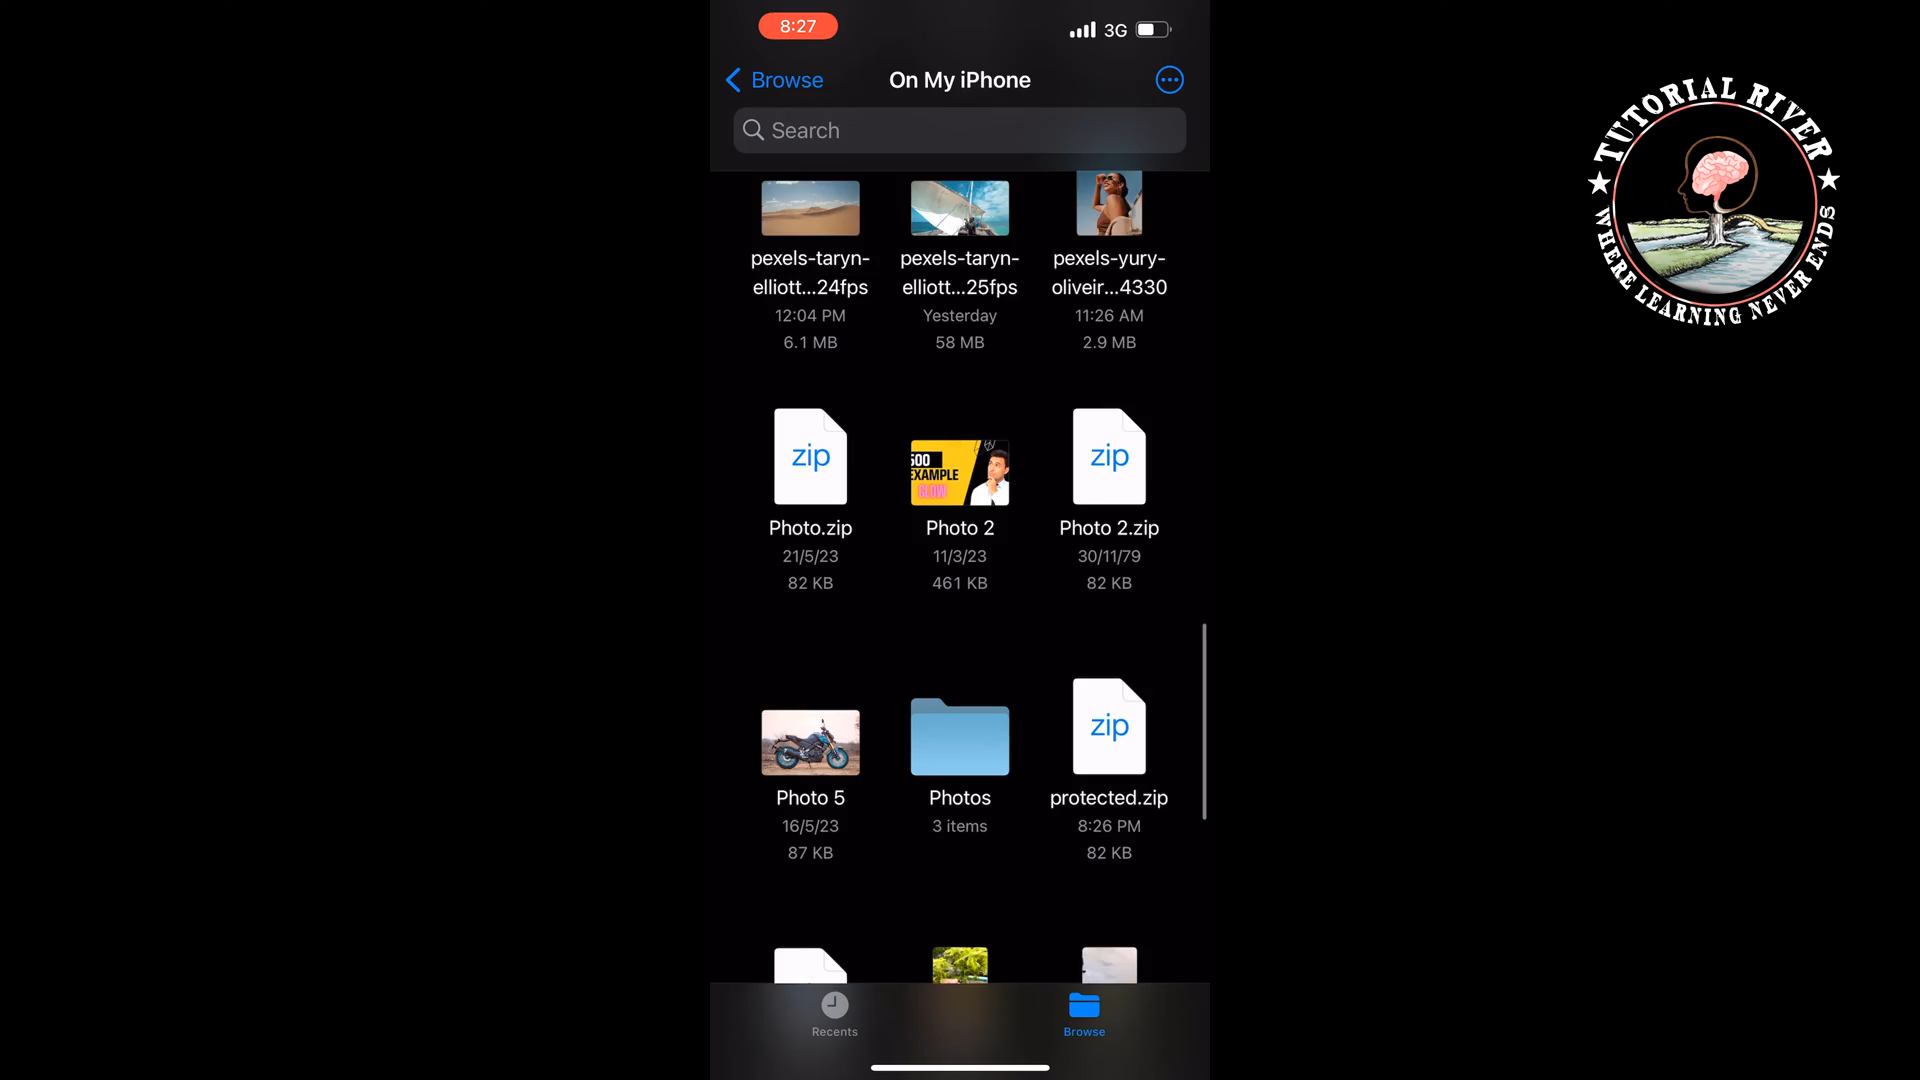 8:27
3G
Browse
On My iPhone
Search
pexels-taryn-elliott...24fps
12:04 PM
6.1 MB
pexels-taryn-elliott...25fps
Yesterday
58 MB
pexels-yury-oliveir...4330
11:26 AM
2.9 MB
zip
Photo.zip
21/5/23
82 KB
500
EXAMPLE
GLOW
Photo 2
11/3/23
461 KB
zip
Photo 2.zip
30/11/79
82 KB
Photo 5
16/5/23
87 KB
Photos
3 items
zip
protected.zip
8:26 PM
82 KB
Recents
Browse
TUTORIAL RIVER
WHERE LEARNING NEVER ENDS